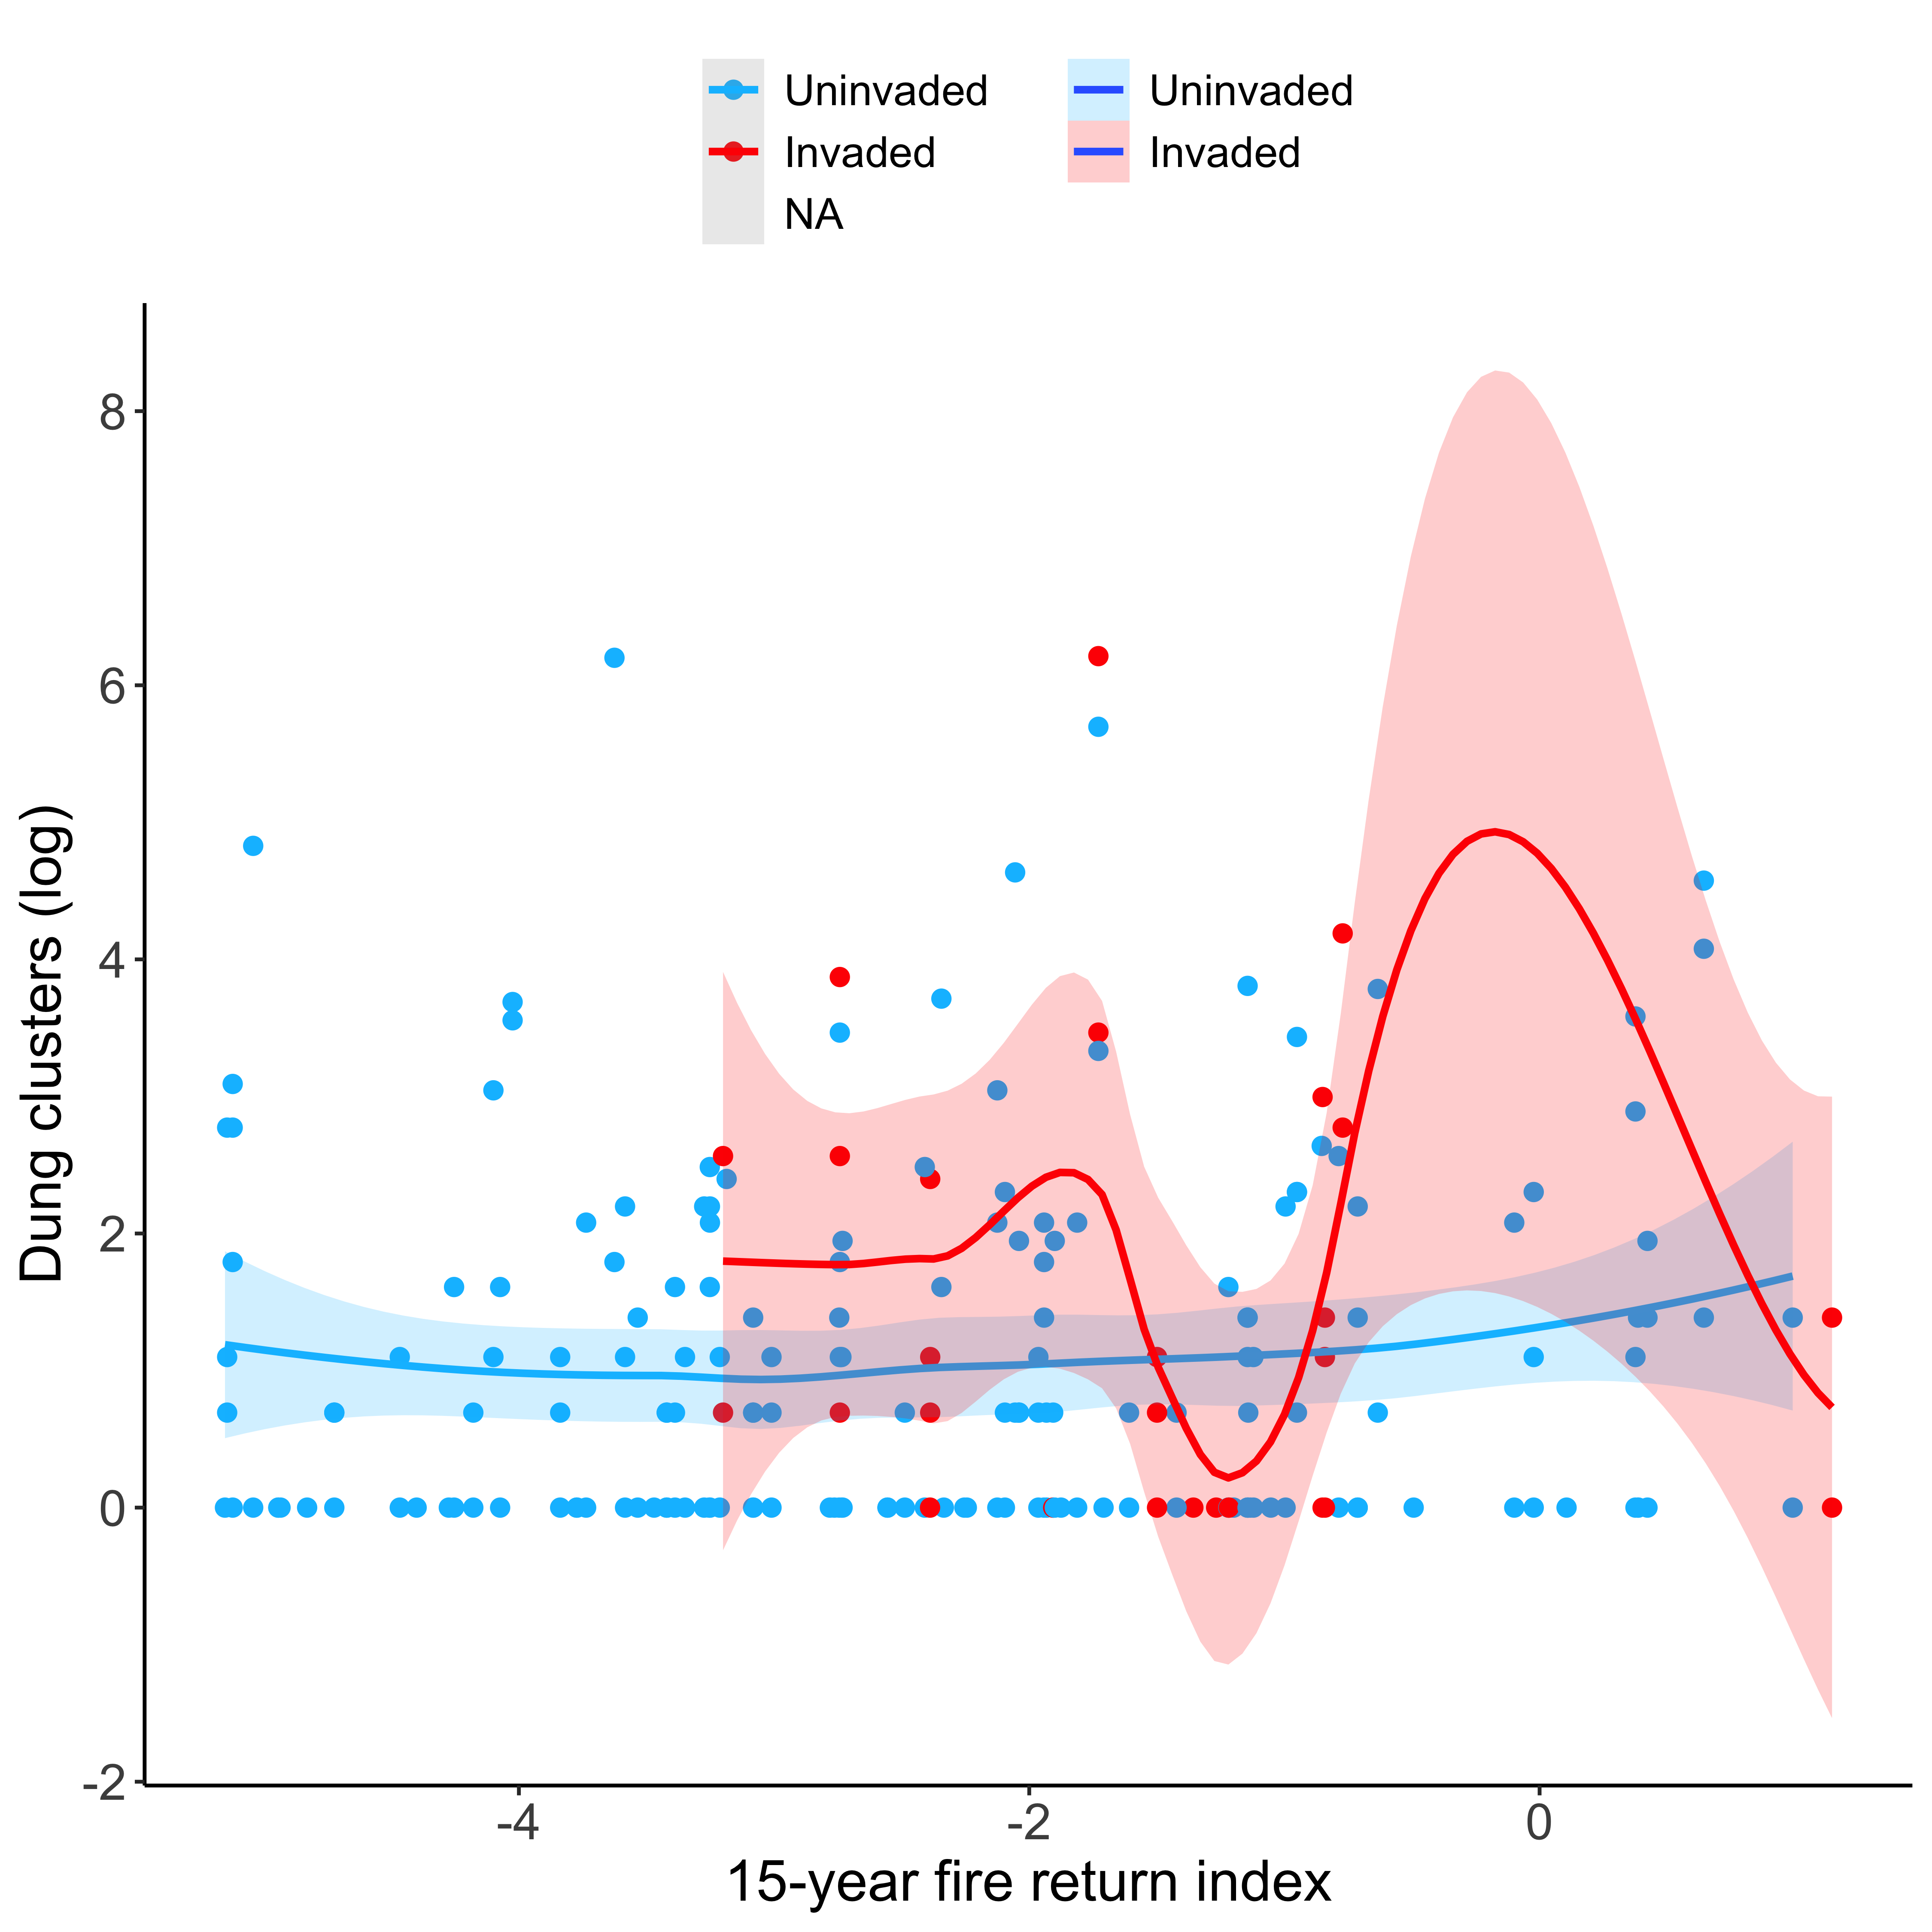 Uninvaded Uninvaded
Invaded Invaded
NA
8
6
4
2
0
-2
Dung clusters (log)
-4 -2 0
15-year fire return index